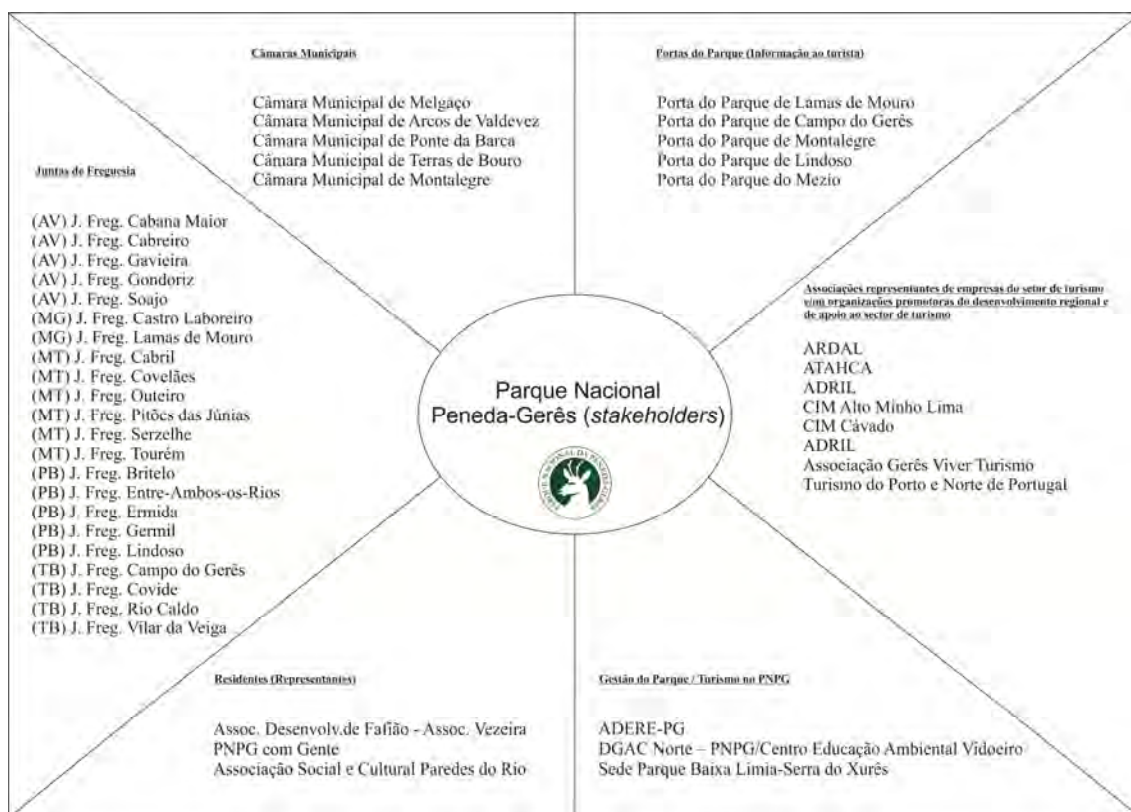 Câmaras Municipais
Câmara Municipal de Melgaço
Câmara Municipal de Arcos de Valdevez
Câmara Municipal de Ponte da Barca
Câmara Municipal de Terras de Bouro
Câmara Municipal de Montalegre
Portas do Parque (Informação ao turista)
Porta do Parque de Lamas de Mouro
Porta do Parque de Campo do Gerês
Porta do Parque de Montalegre
Porta do Parque de Lindoso
Porta do Parque do Mezio
Juntas de Freguesia
(AV) J. Freg. Cabana Maior
(AV) J. Freg. Cabreiro
(AV) J. Freg. Gavieira
(AV) J. Freg. Gondoriz
(AV) J. Freg. Soajo
(MG) J. Freg. Castro Laboreiro
(MG) J. Freg. Lamas de Mouro
(MT) J. Freg. Cabril
(MT) J. Freg. Covelães
(MT) J. Freg. Outeiro
(MT) J. Freg. Pitões das Júnias
(MT) J. Freg. Serzelhe
(MT) J. Freg. Tourém
(PB) J. Freg. Britelo
(PB) J. Freg. Entre-Ambos-os-Rios
(PB) J. Freg. Ermida
(PB) J. Freg. Germil
(PB) J. Freg. Lindoso
(TB) J. Freg. Campo do Gerês
(TB) J. Freg. Covide
(TB) J. Freg. Rio Caldo
(TB) J. Freg. Vilar da Veiga
Parque Nacional
Peneda-Gerês (stakeholders)
PARQUE NACIONAL DA PENEDA-GERÊS
Associações representantes de empresas do setor de turismo
e/ou organizações promotoras do desenvolvimento regional e
de apoio ao sector de turismo
ARDAL
ATAHCA
ADRIL
CIM Alto Minho Lima
CIM Cávado
ADRIL
Associação Gerês Viver Turismo
Turismo do Porto e Norte de Portugal
Residentes (Representantes)
Assoc. Desenvolv.de Fafião - Assoc. Vezeira
PNPG com Gente
Associação Social e Cultural Paredes do Rio
Gestão do Parque / Turismo no PNPG
ADERE-PG
DGAC Norte – PNPG/Centro Educação Ambiental Vidoeiro
Sede Parque Baixa Limia-Serra do Xurês